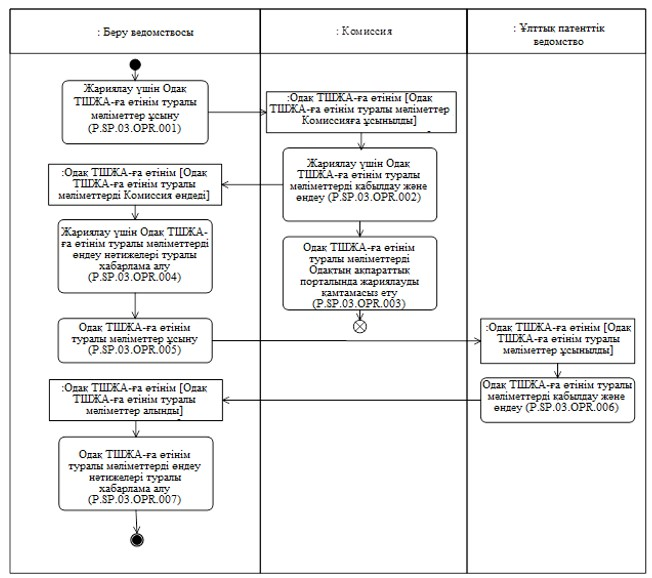 : Беру ведомствосы
: Комиссия
: Ұлттық патенттік
ведомство
Жариялау үшін Одақ
ТШЖА-ға өтінім туралы
мәліметтер ұсыну
(P.SP.03.OPR.001)
:Одақ ТШЖА-ға өтінім [Одақ
ТШЖА-ға өтінім туралы мәліметтер
Комиссияға ұсынылды]
Жариялау үшін Одақ
ТШЖА-ға өтінім туралы
мәліметтерді қабылдау және
өңдеу (P.SP.03.OPR.002)
:Одақ ТШЖА-ға өтінім [Одақ
ТШЖА-ға өтінім туралы
мәліметтерді Комиссия өңдеді]
Жариялау үшін Одақ ТШЖА-
ға өтінім туралы мәліметтерді
өңдеу нәтижелері туралы
хабарлама алу
(P.SP.03.OPR.004)
Одақ ТШЖА-ға өтінім
туралы мәліметтерді
Одақтың ақпараттық
порталында жариялауды
қамтамасыз ету
(P.SP.03.OPR.003)
Одақ ТШЖА-ға өтінім
туралы мәліметтер ұсыну
(P.SP.03.OPR.005)
:Одақ ТШЖА-ға өтінім [Одақ
ТШЖА-ға өтінім туралы
мәліметтер ұсынылды]
Одақ ТШЖА-ға өтінім туралы
мәліметтерді қабылдау және
өңдеу (P.SP.03.OPR.006)
:Одақ ТШЖА-ға өтінім [Одақ
ТШЖА-ға өтінім туралы
мәліметтер алынды]
Одақ ТШЖА-ға өтінім
туралы мәліметтерді өңдеу
нәтижелері туралы
хабарлама алу
(P.SP.03.OPR.007)